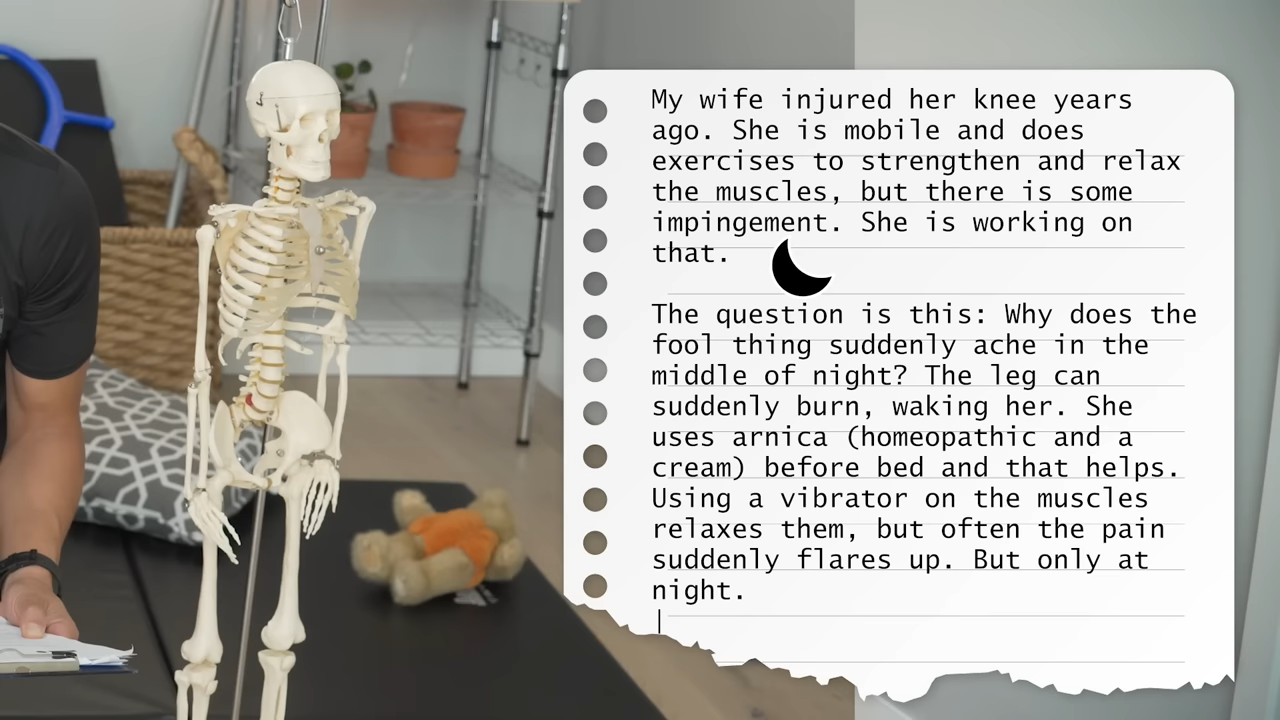 My wife injured her knee years
ago. She is mobile and does
exercises to strengthen and relax
the muscles, but there is some
impingement. She is working on
that.
The question is this: Why does the
fool thing suddenly ache in the
middle of night? The leg can
suddenly burn, waking her. She
uses arnica (homeopathic and a
cream) before bed and that helps.
Using a vibrator on the muscles
relaxes them, but often the pain
suddenly flares up. But only at
night.